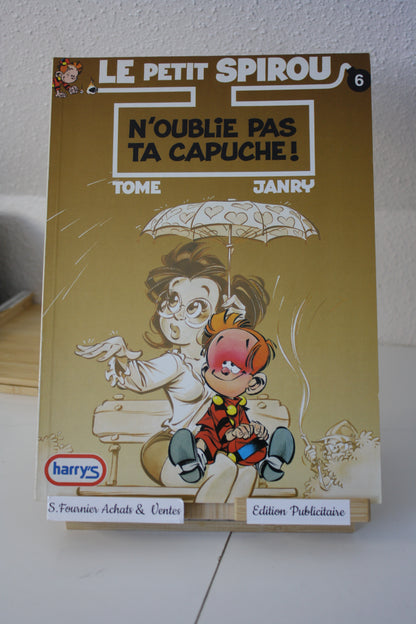 LE PETIT SPIROU
6
N'OUBLIE PAS
TA CAPUCHE!
TOME JANRY
harry's
S.Fournier Achats & Ventes
Edition Publicitaire